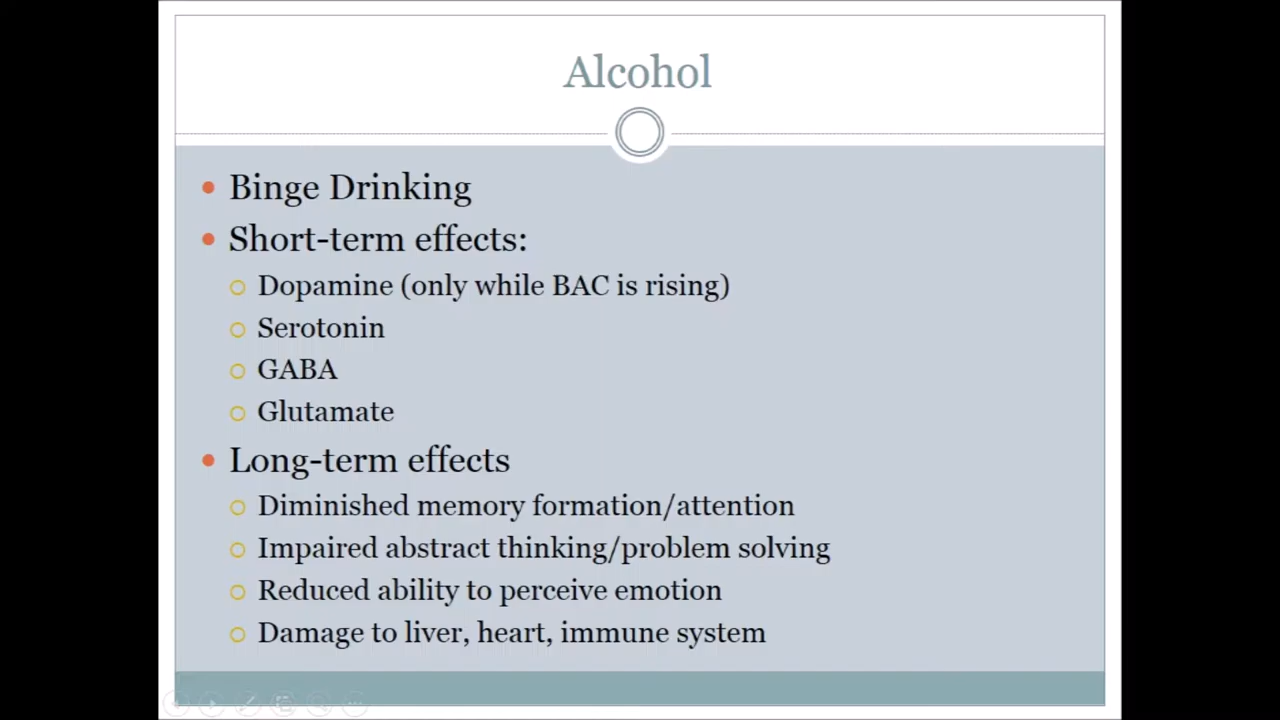 Alcohol
Binge Drinking
Short-term effects:
Dopamine (only while BAC is rising)
Serotonin
GABA
Glutamate
Long-term effects
Diminished memory formation/attention
Impaired abstract thinking/problem solving
Reduced ability to perceive emotion
Damage to liver, heart, immune system